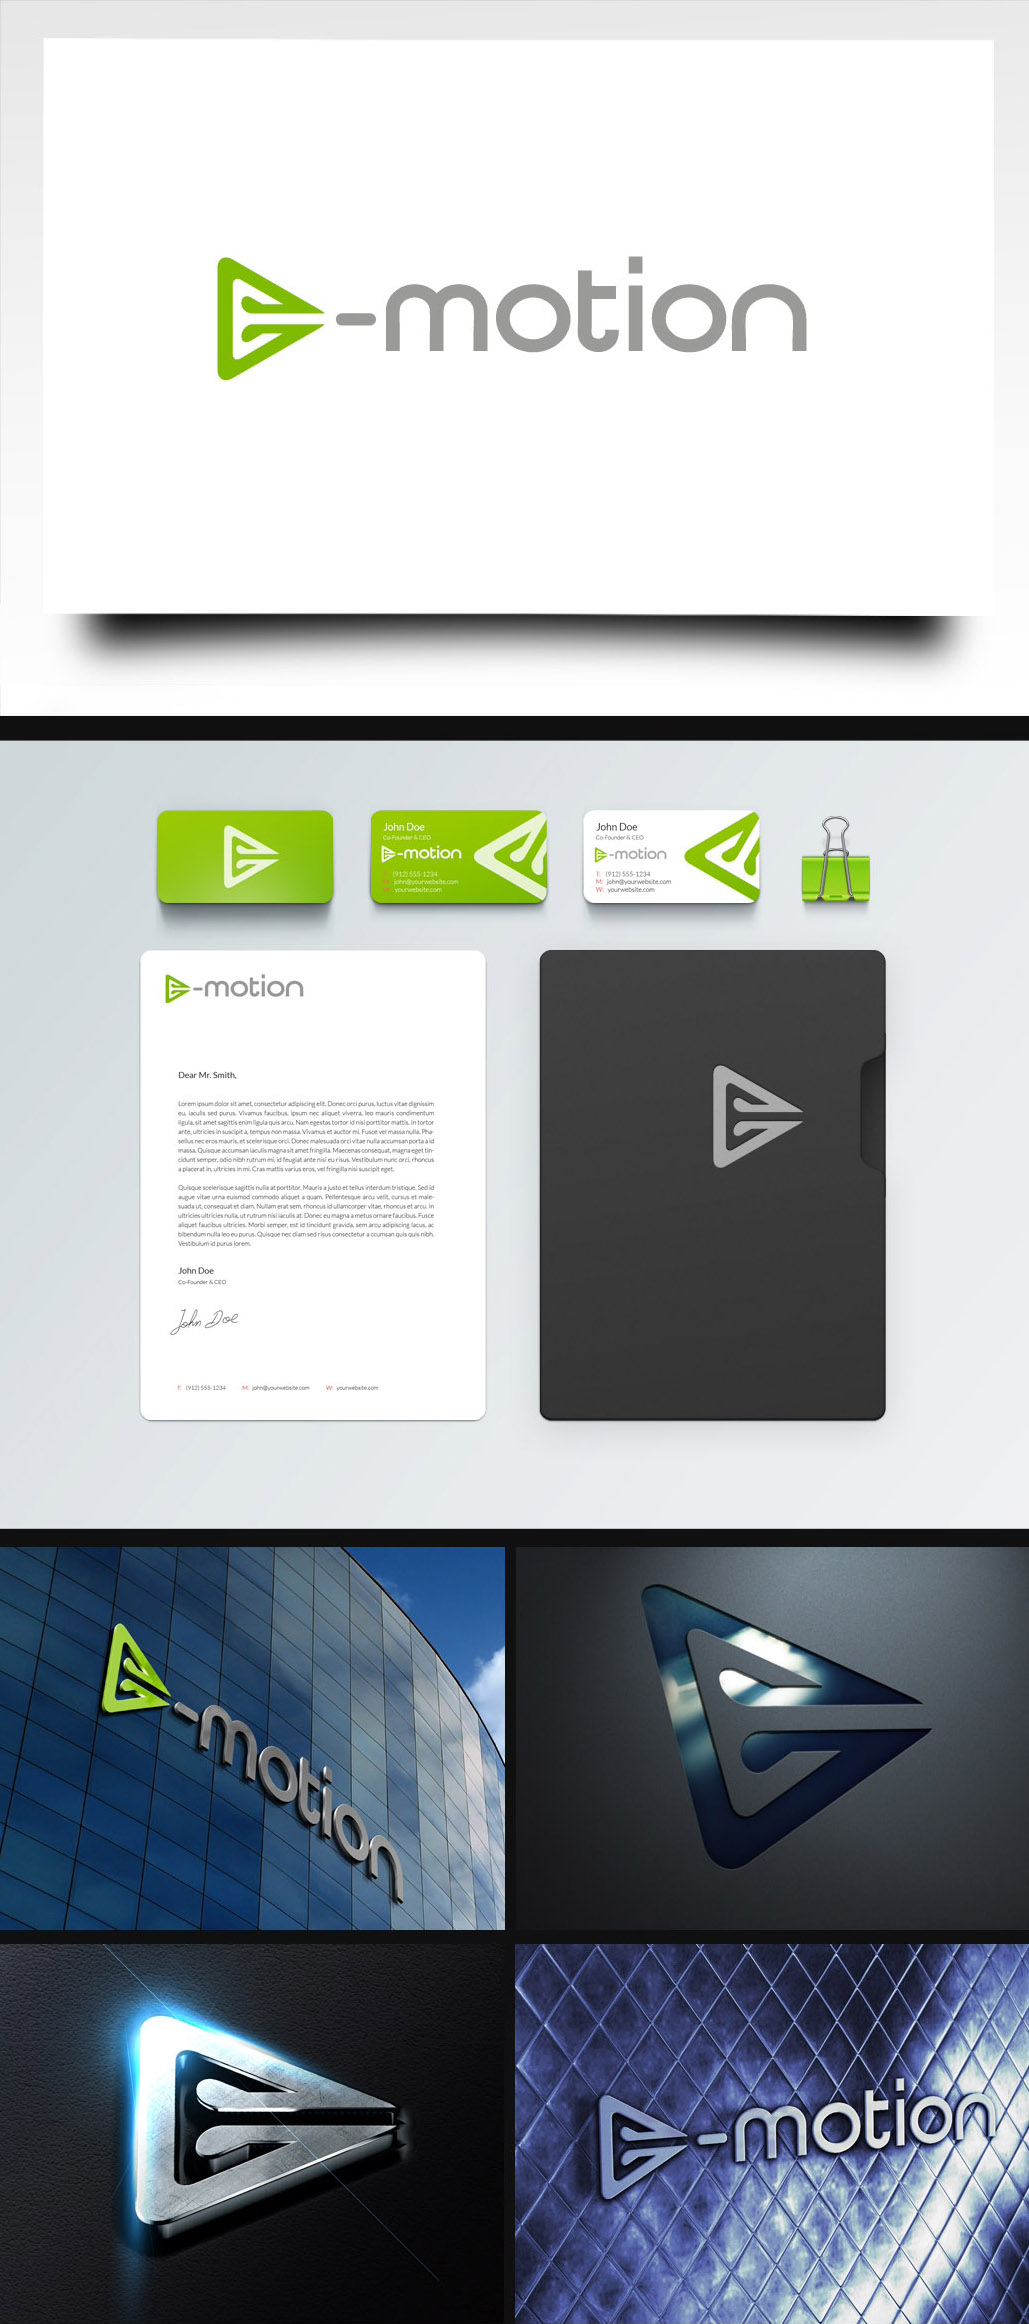 -motion
John Doe
Co-Founder & CEO
-motion
(912) 555-1234
john@yourwebsite.com
yourwebsite.com
John Doe
Co-Founder & CEO
-motion
T: (912) 555-1234
M: john@yourwebsite.com
W: yourwebsite.com
-motion
Dear Mr. Smith,
Lorem ipsum dolor sit amet, consectetur adipiscing elit. Donec orci purus, luctus vitae dignissim
eu, iaculis sed purus. Vivamus faucibus, ipsum nec aliquet viverra, leo mauris condimentum
ligula, sit amet sagittis enim ligula quis arcu. Nam egestas tortor id nisi porttitor mattis. In tortor
ante, ultricies in suscipit a, tempus non massa. Vivamus et auctor mi. Fusce vel massa nulla. Pha-
sellus nec eros mauris, et scelerisque orci. Donec malesuada orci vitae nulla accumsan porta a id
massa. Quisque accumsan iaculis magna sit amet fringilla. Maecenas consequat, magna eget tin-
cidunt semper, odio nibh rutrum mi, id feugiat ante nisi eu risus. Vestibulum nunc orci, rhoncus
a placerat in, ultricies in mi. Cras mattis varius eros, vel fringilla nisi suscipit eget.
Quisque scelerisque sagittis nulla at porttitor. Mauris a justo et tellus interdum tristique. Sed id
augue vitae urna euismod commodo aliquet a quam. Pellentesque arcu velit, cursus et male-
suada ut, consequat et diam. Nullam erat sem, rhoncus id ullamcorper vitae, rhoncus et arcu. In
ultricies ultricies nulla, ut rutrum nisi iaculis at. Donec eu magna a metus ornare faucibus. Fusce
aliquet faucibus ultricies. Morbi semper, est id tincidunt gravida, sem arcu adipiscing lacus, ac
bibendum nulla leo eu purus. Quisque nec diam sed risus consectetur a ccumsan quis quis nibh.
Vestibulum id purus lorem.
John Doe
Co-Founder & CEO
John Doe
T: (912) 555-1234 M: john@yourwebsite.com W: yourwebsite.com
-motion
-motion